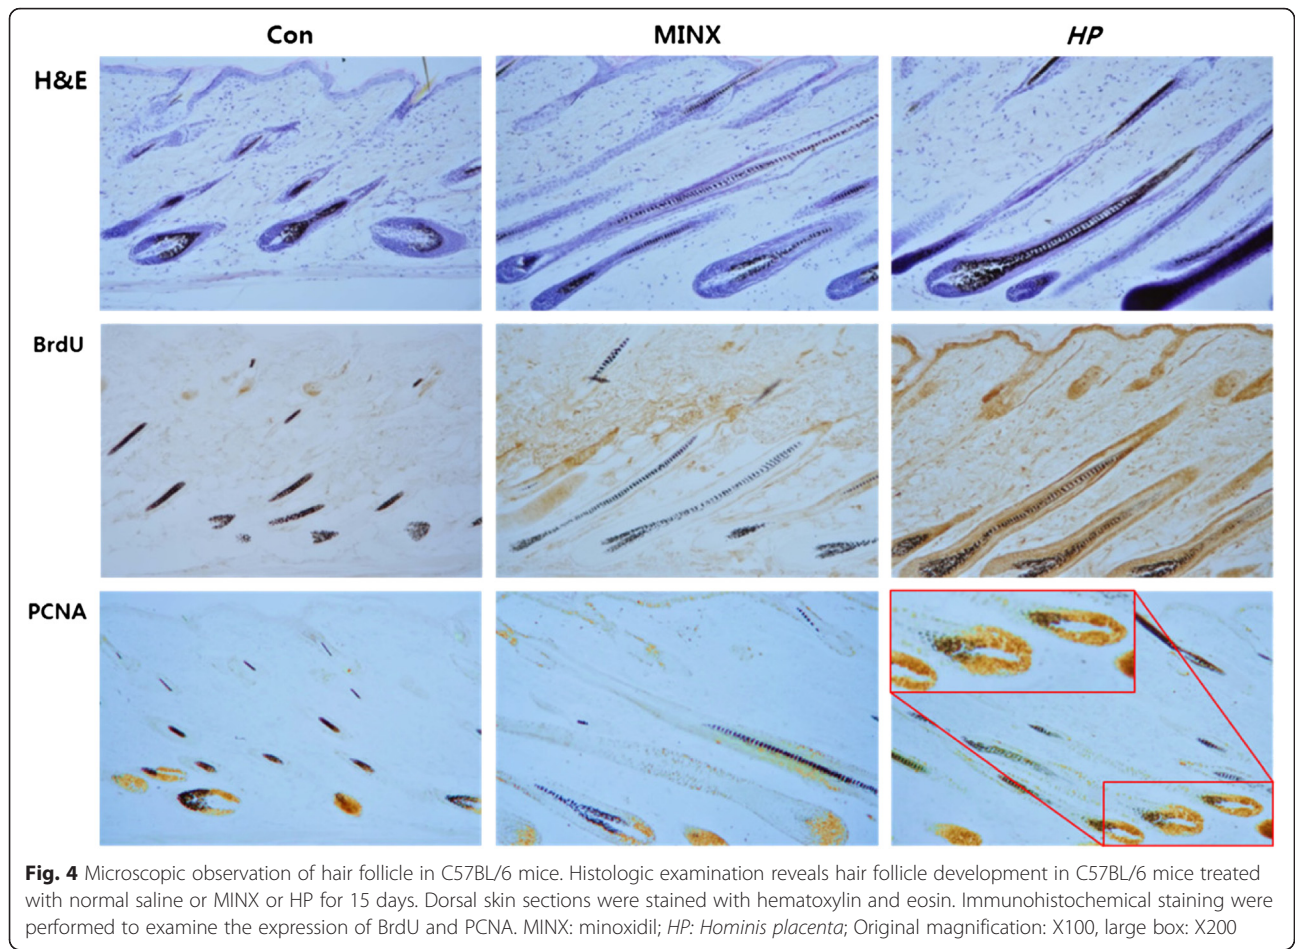 Con MINX HP
H&E
BrdU
PCNA
Fig. 4 Microscopic observation of hair follicle in C57BL/6 mice. Histologic examination reveals hair follicle development in C57BL/6 mice treated
with normal saline or MINX or HP for 15 days. Dorsal skin sections were stained with hematoxylin and eosin. Immunohistochemical staining were
performed to examine the expression of BrdU and PCNA. MINX: minoxidil; HP: Hominis placenta; Original magnification: X100, large box: X200